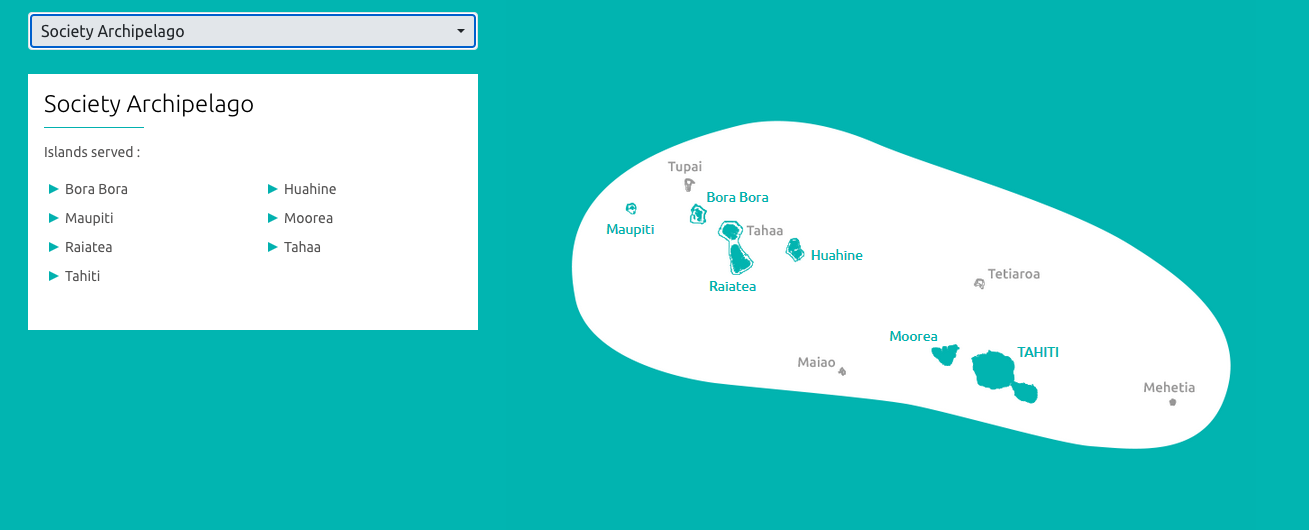 Society Archipelago
Society Archipelago
Islands served :
Bora Bora
Huahine
Maupiti
Moorea
Raiatea
Tahaa
Tahiti
Tupai
Bora Bora
Maupiti
Tahaa
Huahine
Raiatea
Tetiaroa
Moorea
TAHITI
Maiao
Mehetia